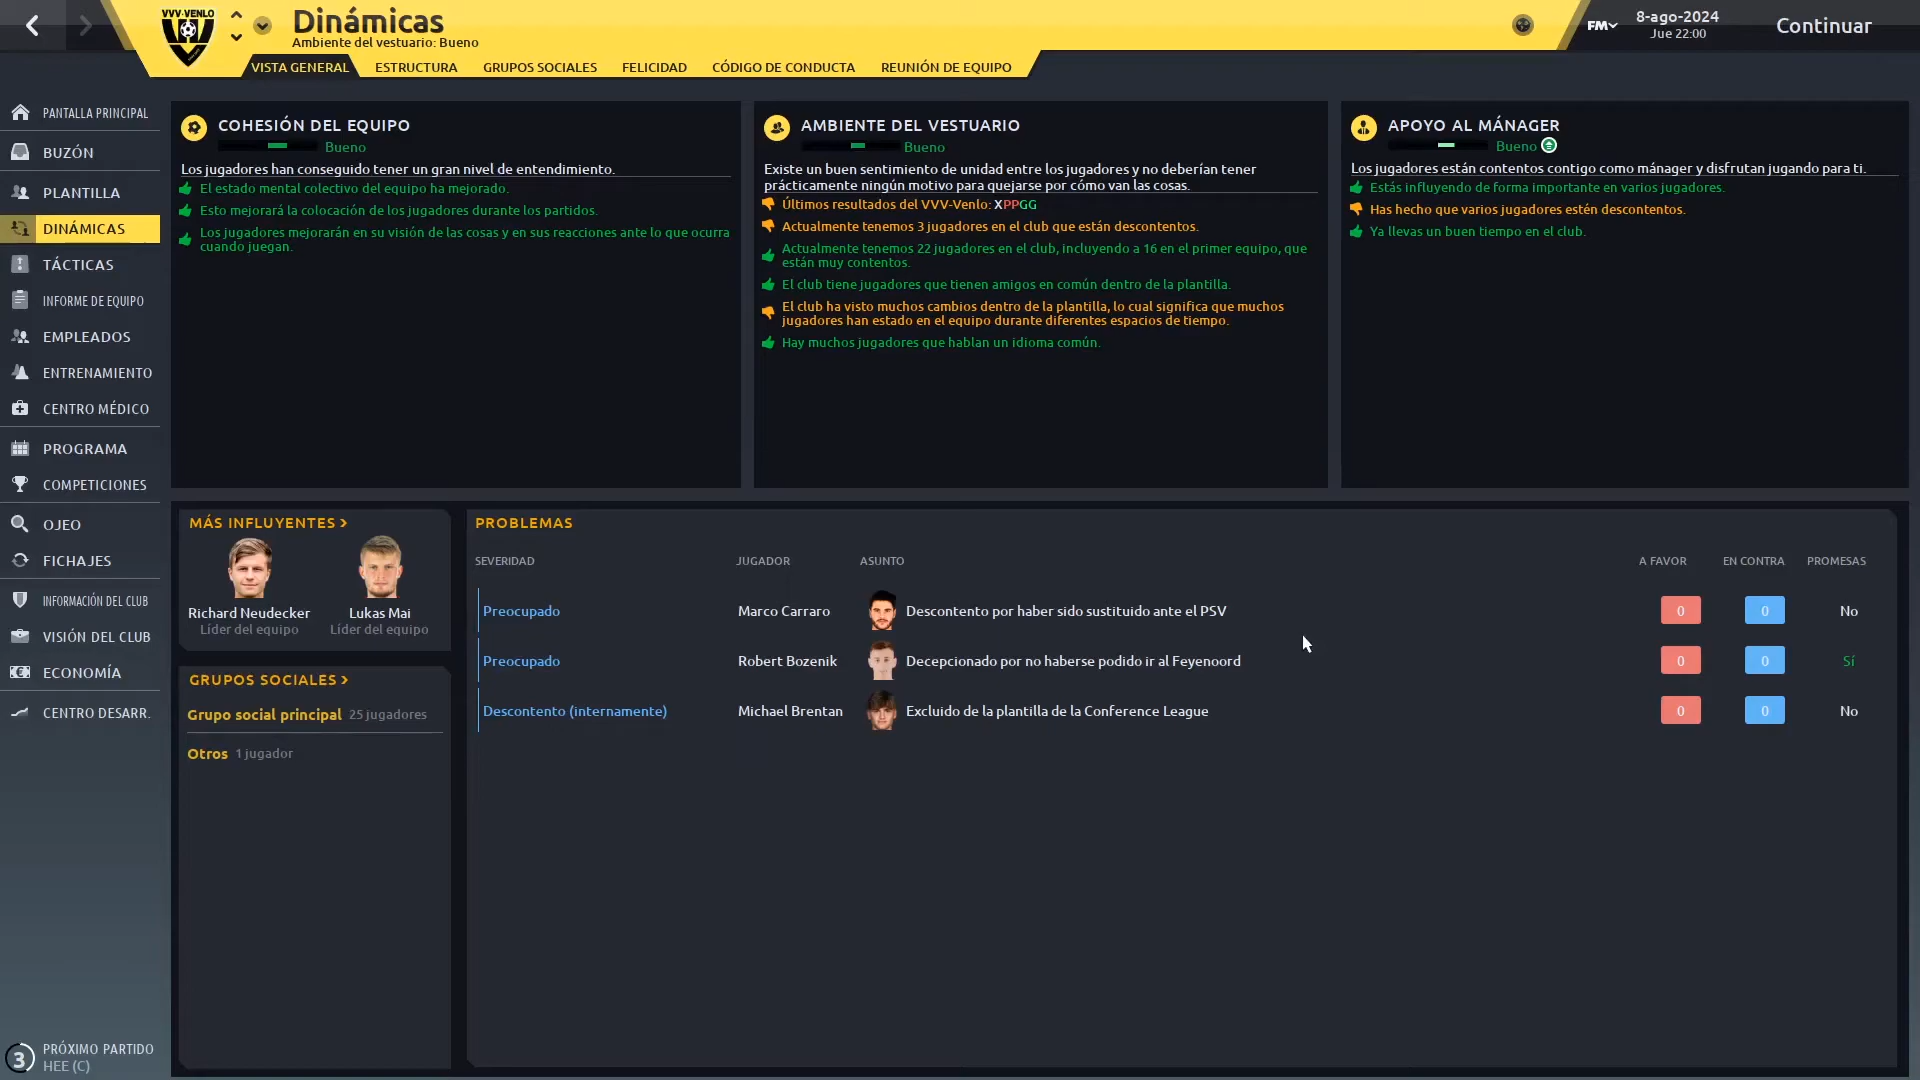 VVV-VENLO
Dinámicas
Ambiente del vestuario: Bueno
FM
8-ago-2024
Jue 22:00
Continuar
VISTA GENERAL
ESTRUCTURA
GRUPOS SOCIALES
FELICIDAD
CÓDIGO DE CONDUCTA
REUNIÓN DE EQUIPO
PANTALLA PRINCIPAL
BUZÓN
PLANTILLA
DINÁMICAS
TÁCTICAS
INFORME DE EQUIPO
EMPLEADOS
ENTRENAMIENTO
CENTRO MÉDICO
PROGRAMA
COMPETICIONES
OJEO
FICHAJES
INFORMACIÓN DEL CLUB
VISIÓN DEL CLUB
ECONOMÍA
CENTRO DESARR.
3
PRÓXIMO PARTIDO
HEE (C)
COHESIÓN DEL EQUIPO
Bueno
Los jugadores han conseguido tener un gran nivel de entendimiento.
El estado mental colectivo del equipo ha mejorado.
Esto mejorará la colocación de los jugadores durante los partidos.
Los jugadores mejorarán en su visión de las cosas y en sus reacciones ante lo que ocurra
cuando juegan.
AMBIENTE DEL VESTUARIO
Bueno
Existe un buen sentimiento de unidad entre los jugadores y no deberían tener
prácticamente ningún motivo para quejarse por cómo van las cosas.
Últimos resultados del VVV-Venlo: XPPGG
Actualmente tenemos 3 jugadores en el club que están descontentos.
Actualmente tenemos 22 jugadores en el club, incluyendo a 16 en el primer equipo, que
están muy contentos.
El club tiene jugadores que tienen amigos en común dentro de la plantilla.
El club ha visto muchos cambios dentro de la plantilla, lo cual significa que muchos
jugadores han estado en el equipo durante diferentes espacios de tiempo.
Hay muchos jugadores que hablan un idioma común.
APOYO AL MÁNAGER
Bueno
Los jugadores están contentos contigo como mánager y disfrutan jugando para ti.
Estás influyendo de forma importante en varios jugadores.
Has hecho que varios jugadores estén descontentos.
Ya llevas un buen tiempo en el club.
MÁS INFLUYENTES >
Richard Neudecker
Líder del equipo
Lukas Mai
Líder del equipo
GRUPOS SOCIALES >
Grupo social principal 25 jugadores
Otros 1 jugador
PROBLEMAS
SEVERIDAD JUGADOR ASUNTO A FAVOR EN CONTRA PROMESAS
Preocupado Marco Carraro Descontento por haber sido sustituido ante el PSV 0 0 No
Preocupado Robert Bozenik Decepcionado por no haberse podido ir al Feyenoord 0 0 Sí
Descontento (internamente) Michael Brentan Excluido de la plantilla de la Conference League 0 0 No